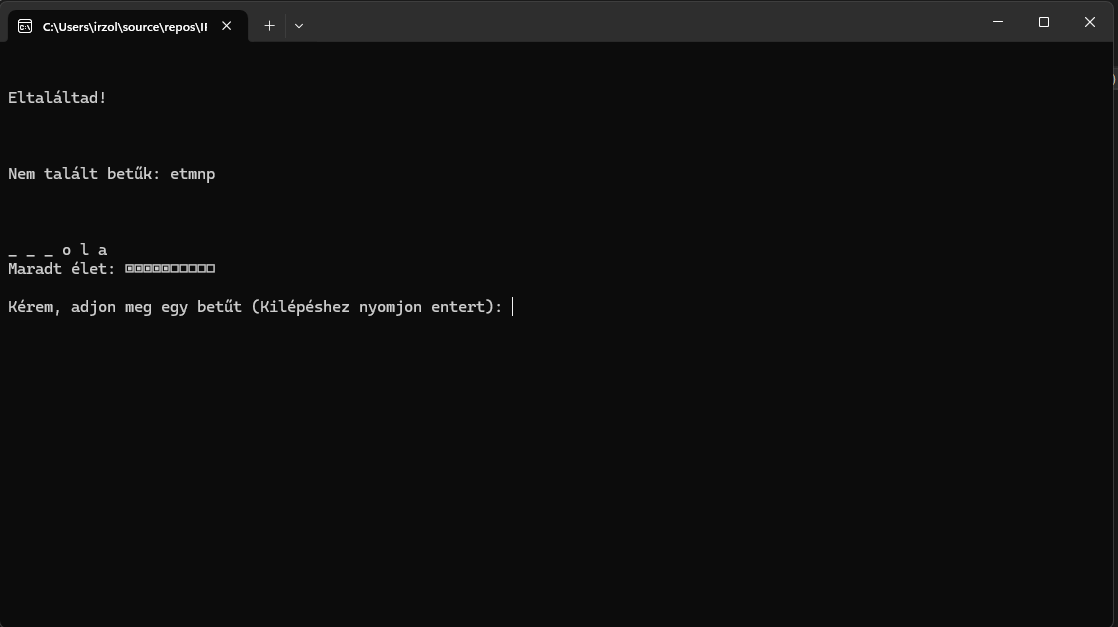 C:\Users\irzol\source\repos\II
Eltaláltad!
Nem talált betűk: etmnp
_ _ _ o l a
Maradt élet: ▣▣▣▣▣□□□□□
Kérem, adjon meg egy betűt (Kilépéshez nyomjon entert):